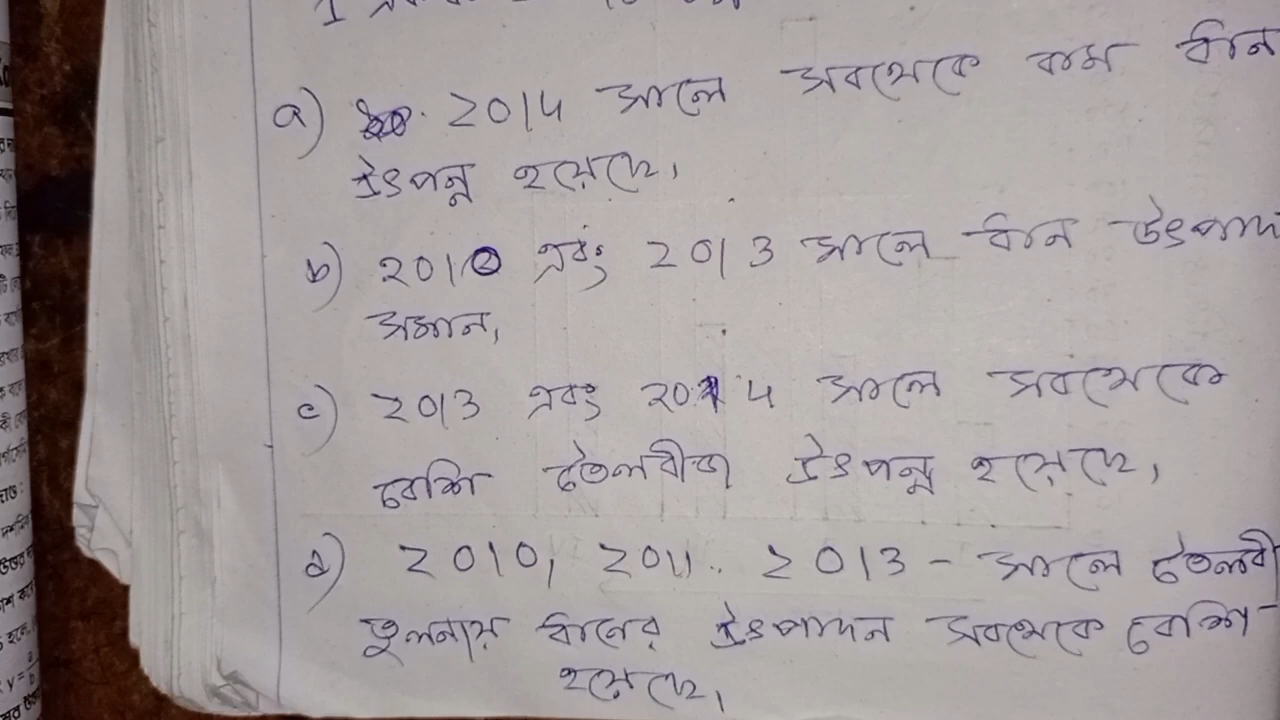 a) 2014 সালে সবথেকে কম ধান
উৎপন্ন হয়েছে,
b) 2010 এবং 2013 সালে ধান উৎপাদ
সমান,
c) 2013 এবং 2014 সালে সবথেকে
বেশি তৈলবীজ উৎপন্ন হয়েছে,
d) 2010, 2011. 2013 - সালে তৈলবী
তুলনায় ধানের উৎপাদন সবথেকে বেশি-
হয়েছে,